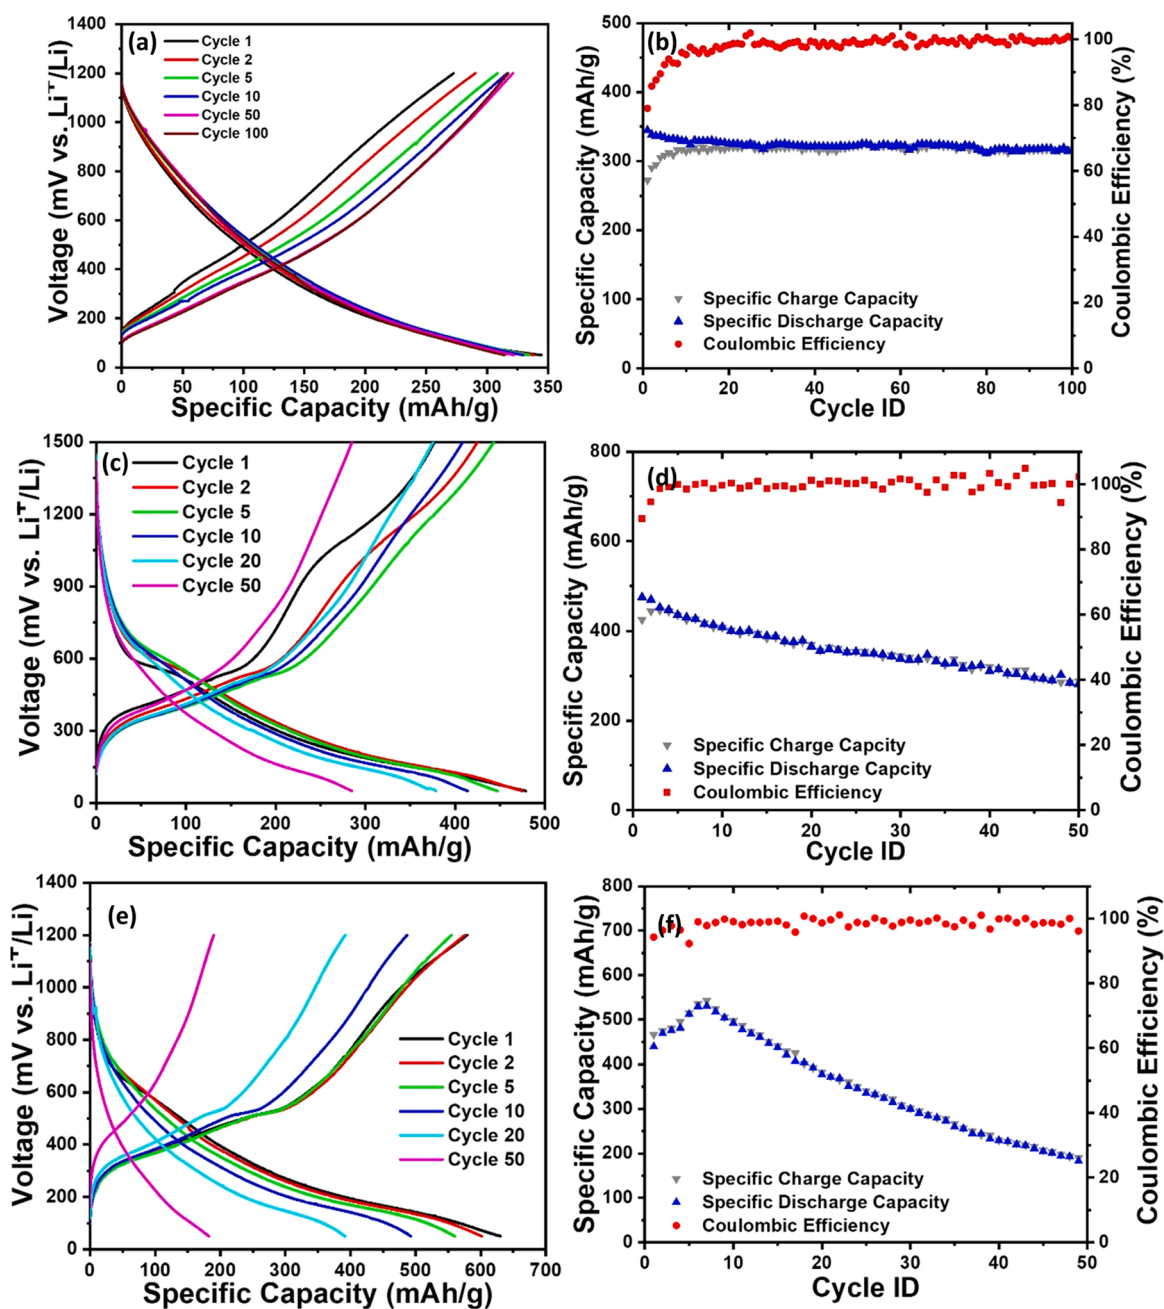 (a)
Voltage (mV vs. Li⁺/Li)
1400
1200
1000
800
600
400
200
0
Cycle 1
Cycle 2
Cycle 5
Cycle 10
Cycle 50
Cycle 100
0 50 100 150 200 250 300 350
Specific Capacity (mAh/g)
(b)
Specific Capacity (mAh/g)
500
400
300
200
100
0
Specific Charge Capacity
Specific Discharge Capacity
Coulombic Efficiency
0 20 40 60 80 100
Cycle ID
100
80
60
40
20
0
Coulombic Efficiency (%)
(c)
Voltage (mV vs. Li⁺/Li)
1500
1200
900
600
300
0
Cycle 1
Cycle 2
Cycle 5
Cycle 10
Cycle 20
Cycle 50
0 100 200 300 400 500
Specific Capacity (mAh/g)
(d)
Specific Capacity (mAh/g)
800
600
400
200
0
Specific Charge Capcity
Specific Discharge Capacity
Coulombic Efficiency
0 10 20 30 40 50
Cycle ID
100
80
60
40
20
0
Coulombic Efficiency (%)
(e)
Voltage (mV vs. Li⁺/Li)
1400
1200
1000
800
600
400
200
0
Cycle 1
Cycle 2
Cycle 5
Cycle 10
Cycle 20
Cycle 50
0 100 200 300 400 500 600 700
Specific Capacity (mAh/g)
(f)
Specific Capacity (mAh/g)
800
700
600
500
400
300
200
100
0
Specific Charge Capacity
Specific Discharge Capacity
Coulombic Efficiency
0 10 20 30 40 50
Cycle ID
100
80
60
40
20
0
Coulombic Efficiency (%)